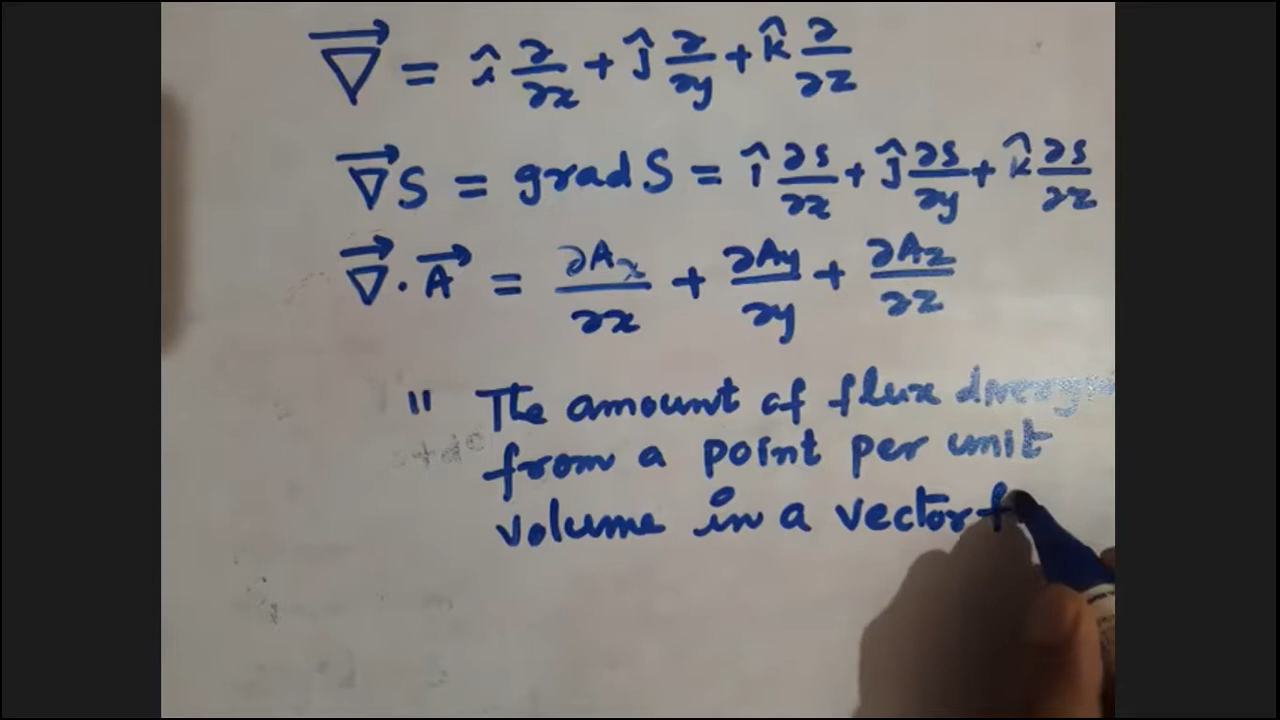 ∇⃗ = î ∂/∂x + ĵ ∂/∂y + k̂ ∂/∂z
∇⃗S = grad S = î ∂s/∂x + ĵ ∂s/∂y + k̂ ∂s/∂z
∇⃗ . A⃗ = ∂Ax/∂x + ∂Ay/∂y + ∂Az/∂z
" The amount of flux
from a point per unit
volume in a vector f